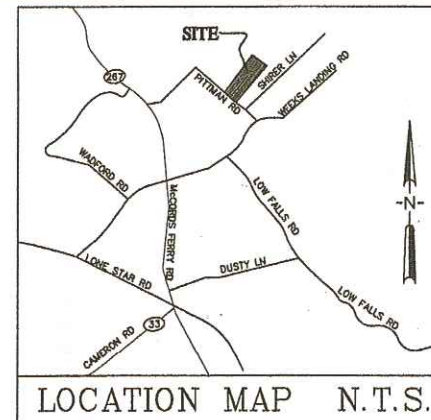 SITE
267
PITTMAN RD
SHIRER LN
WEEKS LANDING RD
WADFORD RD
McCORDS FERRY RD
LOW FALLS RD
-N-
LONE STAR RD
DUSTY LN
LOW FALLS RD
CAMERON RD
33
LOCATION MAP N.T.S.